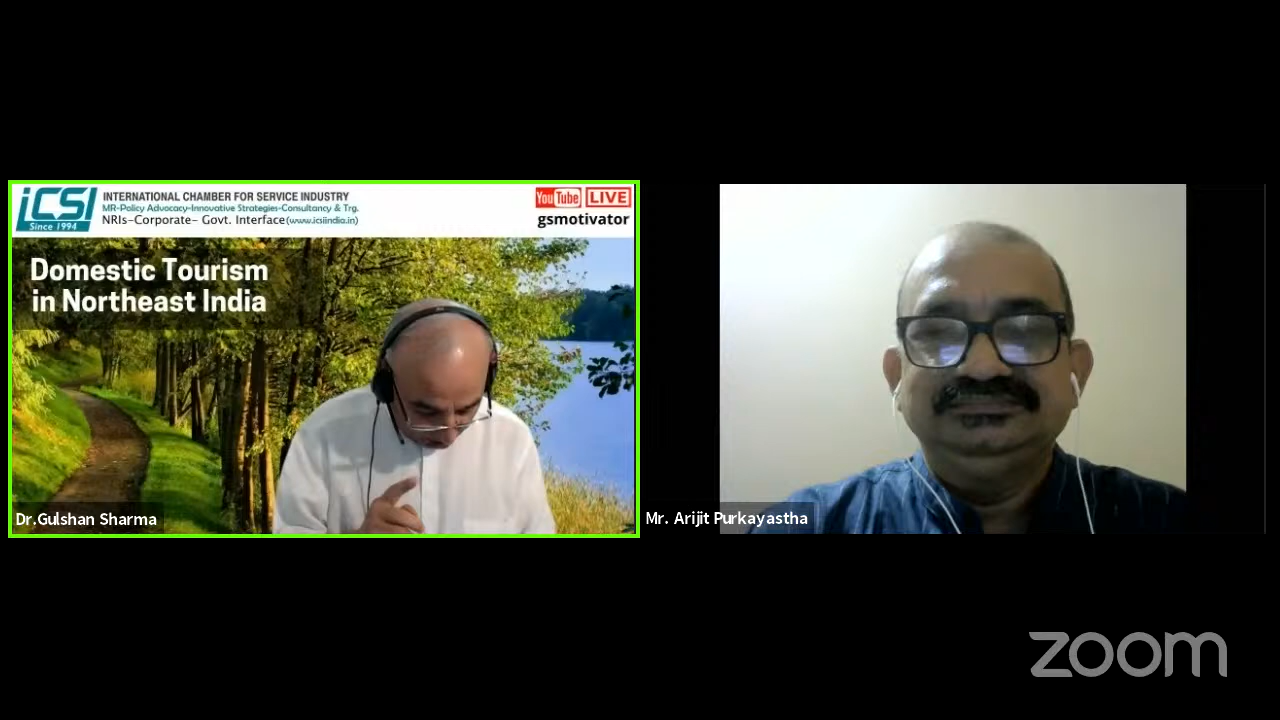 iCSI
Since 1994
INTERNATIONAL CHAMBER FOR SERVICE INDUSTRY
MR-Policy Advocacy-Innovative Strategies-Consultancy & Trg.
NRIs-Corporate- Govt. Interface(www.icsiindia.in)
YouTube LIVE
gsmotivator
Domestic Tourism
in Northeast India
Dr.Gulshan Sharma
Mr. Arijit Purkayastha
zoom